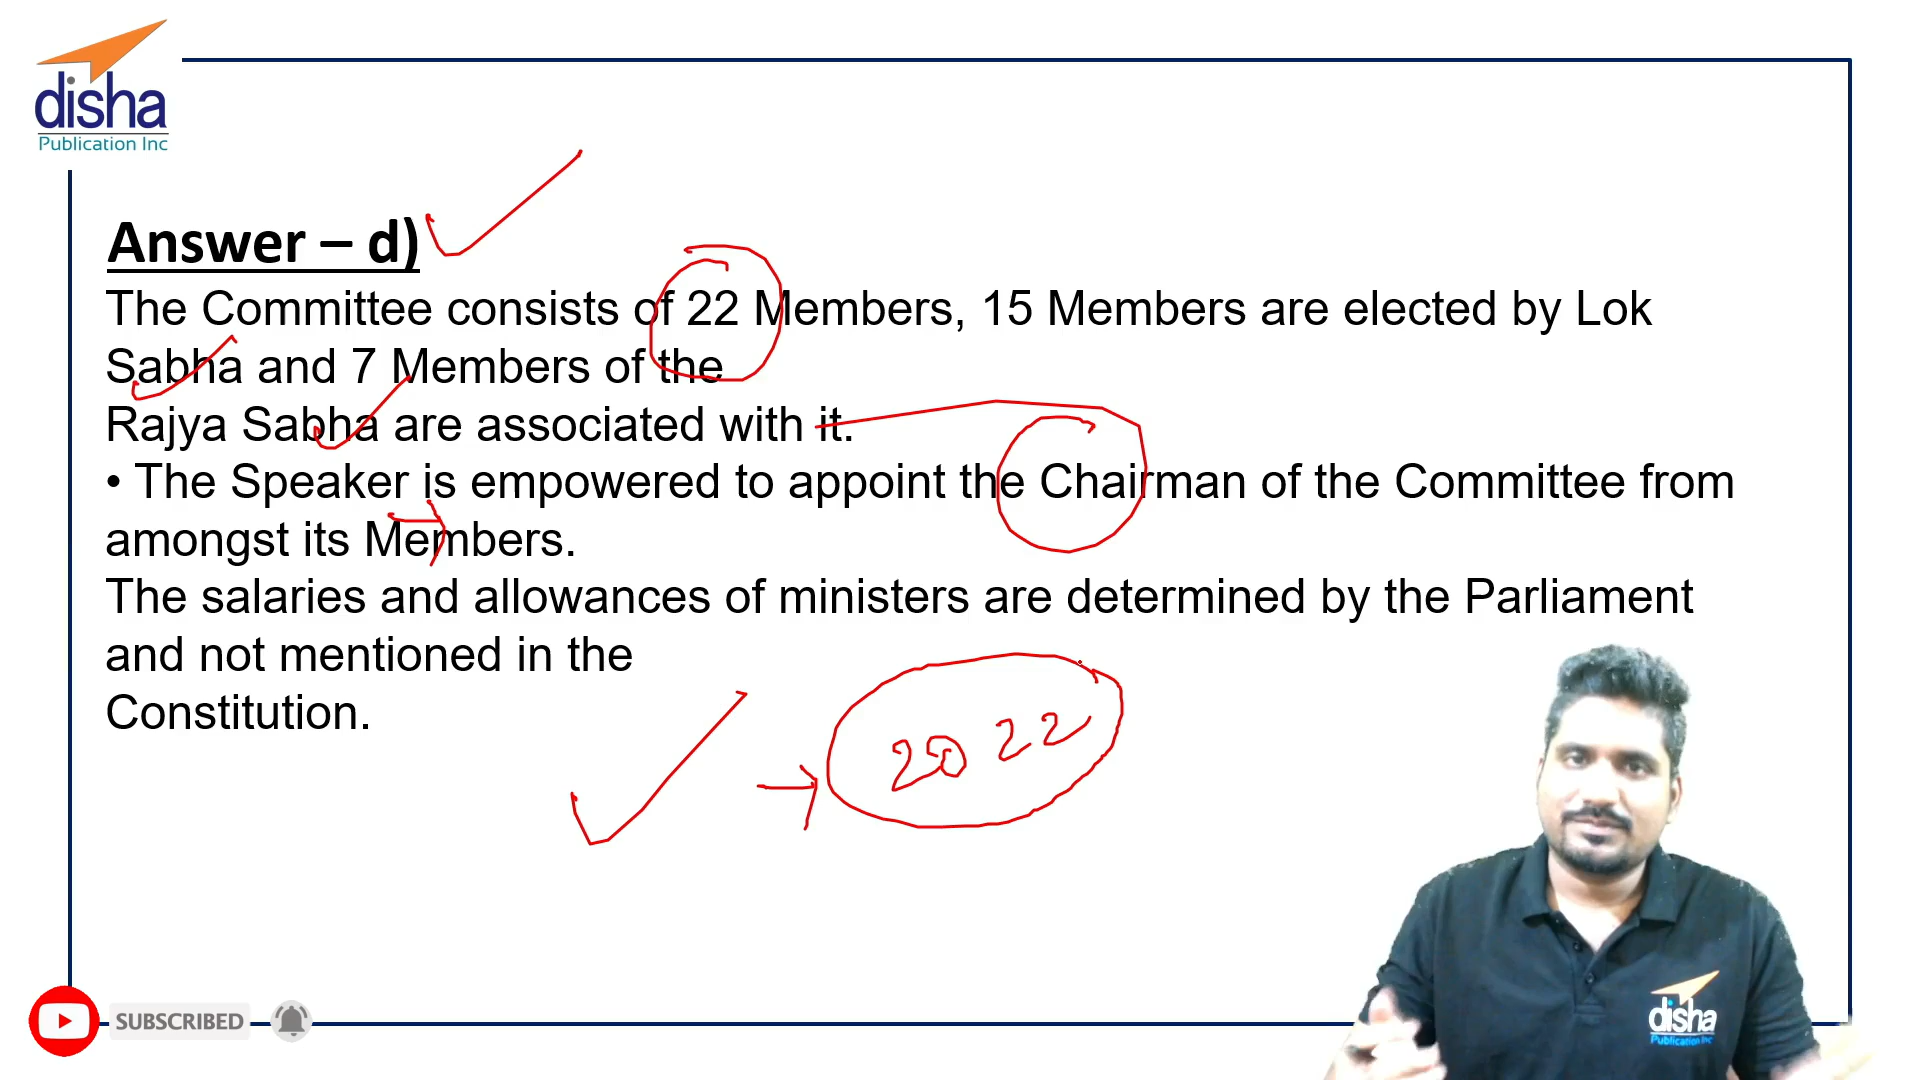 disha
Publication Inc
Answer – d)
The Committee consists of 22 Members, 15 Members are elected by Lok
Sabha and 7 Members of the
Rajya Sabha are associated with it.
• The Speaker is empowered to appoint the Chairman of the Committee from
amongst its Members.
The salaries and allowances of ministers are determined by the Parliament
and not mentioned in the
Constitution.
2022
disha
Publication Inc
SUBSCRIBED